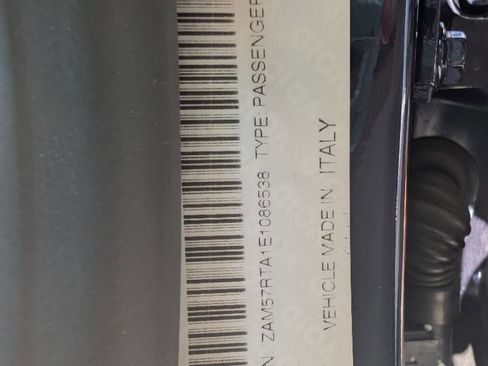 N. ZAM57RTA1E1086538 TYPE: PASSENGER
VEHICLE MADE IN ITALY